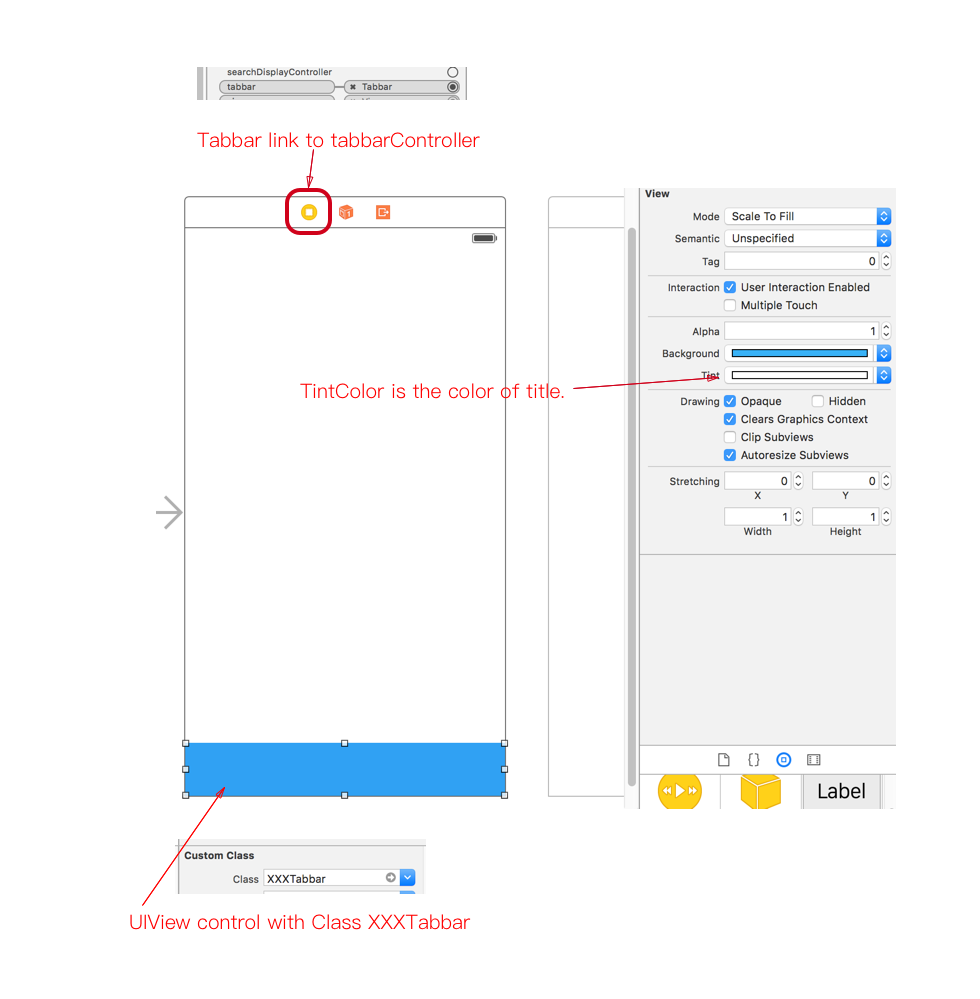 searchDisplayController
tabbar
Tabbar
Tabbar link to tabbarController
View
Mode Scale To Fill
Semantic Unspecified
Tag 0
Interaction User Interaction Enabled
Multiple Touch
Alpha 1
Background
TintColor is the color of title.
Tint
Drawing Opaque Hidden
Clears Graphics Context
Clip Subviews
Autoresize Subviews
Stretching 0 0
X Y
1 1
Width Height
{}
Label
Custom Class
Class XXXTabbar
UIView control with Class XXXTabbar